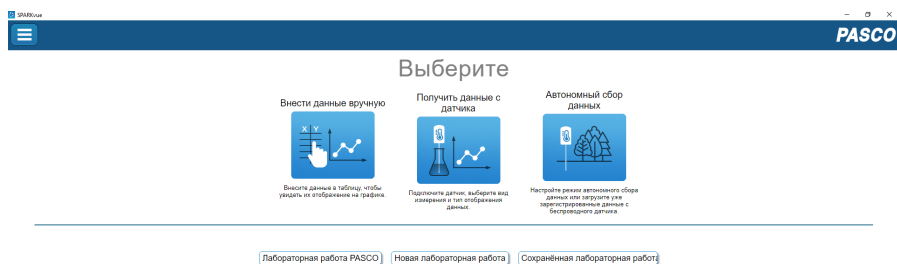 SPARKvue
PASCO
Выберите
Внести данные вручную
X Y
Внесите данные в таблицу, чтобы
увидеть их отображение на графике.
Получить данные с
датчика
Подключите датчик, выберите вид
измерения и тип отображения
данных.
Автономный сбор
данных
Настройте режим автономного сбора
данных или загрузите уже
зарегистрированные данные с
беспроводного датчика
Лабораторная работа PASCO
Новая лабораторная работа
Сохранённая лабораторная работа